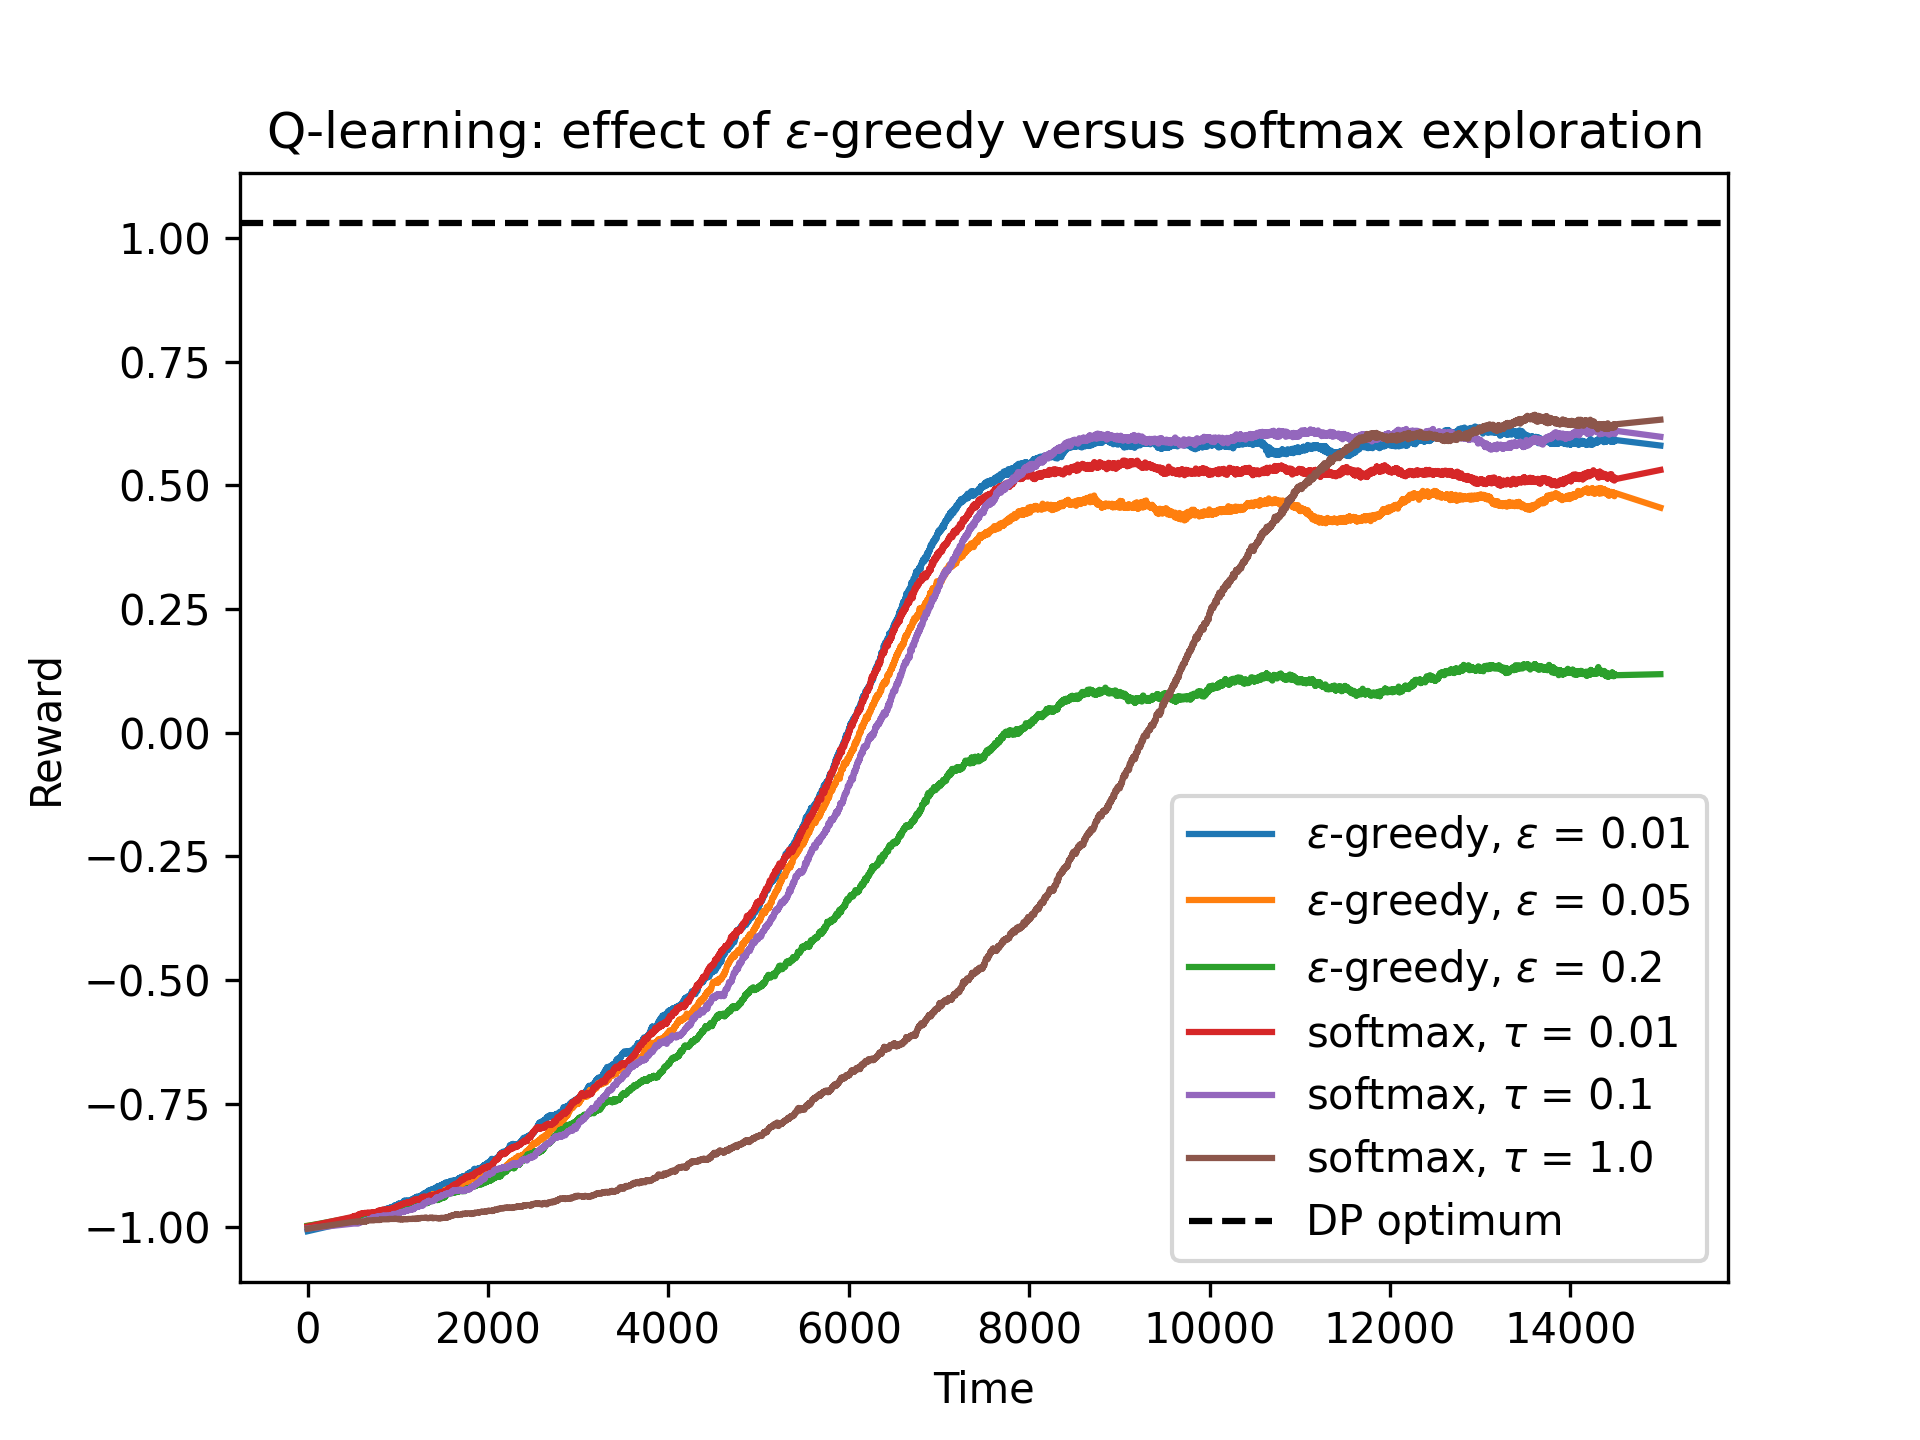 Q-learning: effect of ε-greedy versus softmax exploration
1.00
0.75
0.50
0.25
0.00
−0.25
−0.50
−0.75
−1.00
Reward
ε-greedy, ε = 0.01
ε-greedy, ε = 0.05
ε-greedy, ε = 0.2
softmax, τ = 0.01
softmax, τ = 0.1
softmax, τ = 1.0
DP optimum
0 2000 4000 6000 8000 10000 12000 14000
Time